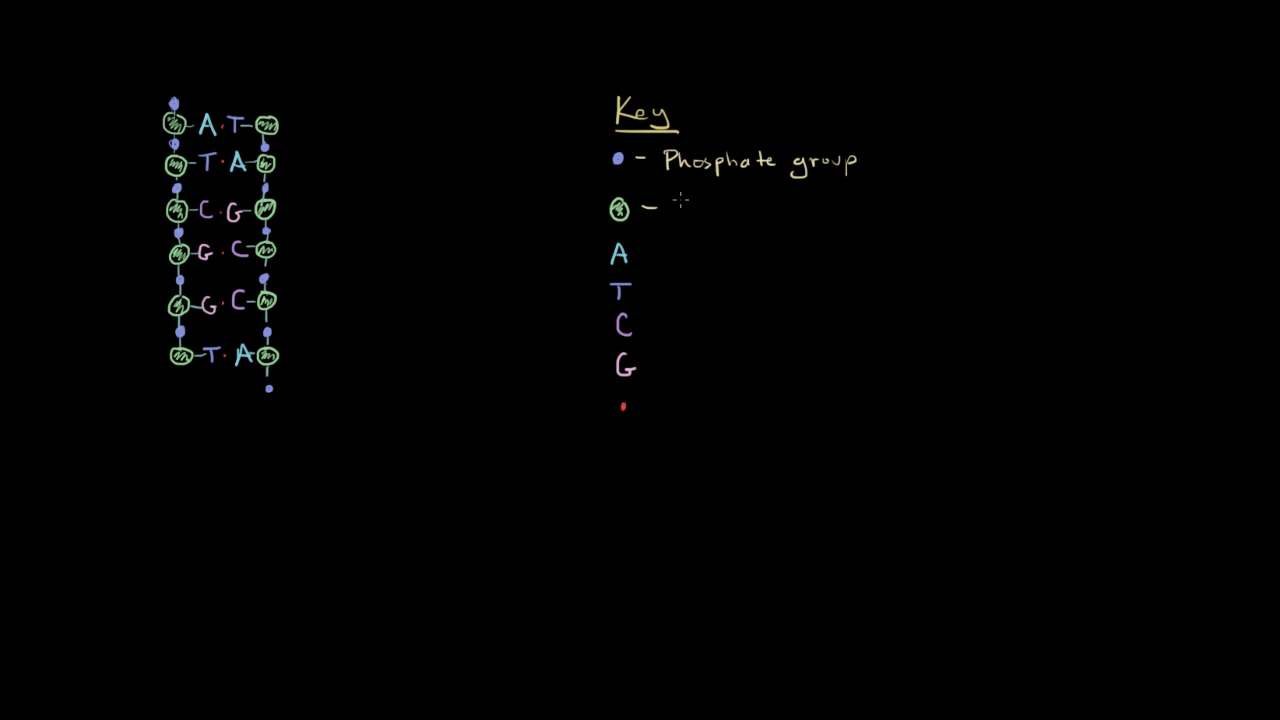 A · T
T · A
C · G
G · C
G · C
T · A
Key
- Phosphate group
-
A
T
C
G